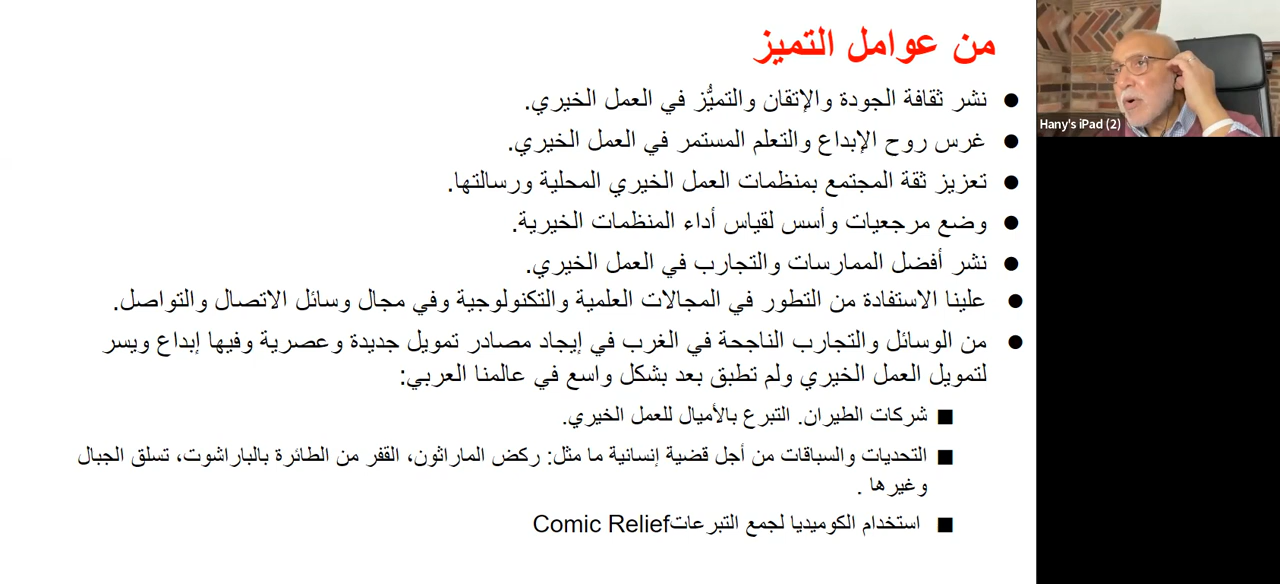 من عوامل التميز
● نشر ثقافة الجودة والإتقان والتميُّز في العمل الخيري.
● غرس روح الإبداع والتعلم المستمر في العمل الخيري.
● تعزيز ثقة المجتمع بمنظمات العمل الخيري المحلية ورسالتها.
● وضع مرجعيات وأسس لقياس أداء المنظمات الخيرية.
● نشر أفضل الممارسات والتجارب في العمل الخيري.
● علينا الاستفادة من التطور في المجالات العلمية والتكنولوجية وفي مجال وسائل الاتصال والتواصل.
● من الوسائل والتجارب الناجحة في الغرب في إيجاد مصادر تمويل جديدة وعصرية وفيها إبداع ويسر
لتمويل العمل الخيري ولم تطبق بعد بشكل واسع في عالمنا العربي:
■ شركات الطيران. التبرع بالأميال للعمل الخيري.
■ التحديات والسباقات من أجل قضية إنسانية ما مثل: ركض الماراثون، القفر من الطائرة بالباراشوت، تسلق الجبال
وغيرها .
■ استخدام الكوميديا لجمع التبرعاتComic Relief
Hany's iPad (2)